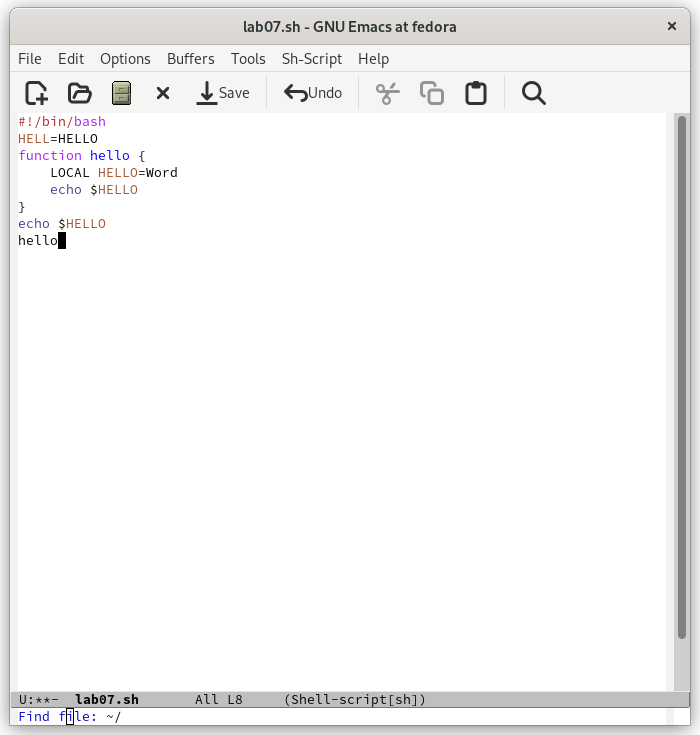 lab07.sh - GNU Emacs at fedora
File Edit Options Buffers Tools Sh-Script Help
Save Undo
#!/bin/bash
HELL=HELLO
function hello {
    LOCAL HELLO=Word
    echo $HELLO
}
echo $HELLO
hello
U:**- lab07.sh All L8 (Shell-script[sh])
Find file: ~/